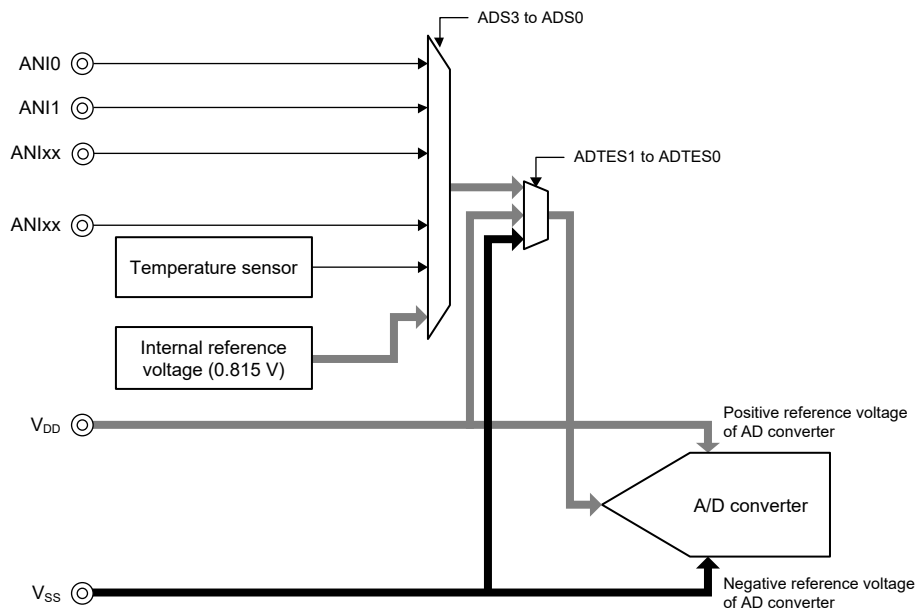 ADS3 to ADS0
ANI0
ANI1
ANIxx
ADTES1 to ADTES0
ANIxx
Temperature sensor
Internal reference
voltage (0.815 V)
VDD
Positive reference voltage
of AD converter
A/D converter
VSS
Negative reference voltage
of AD converter